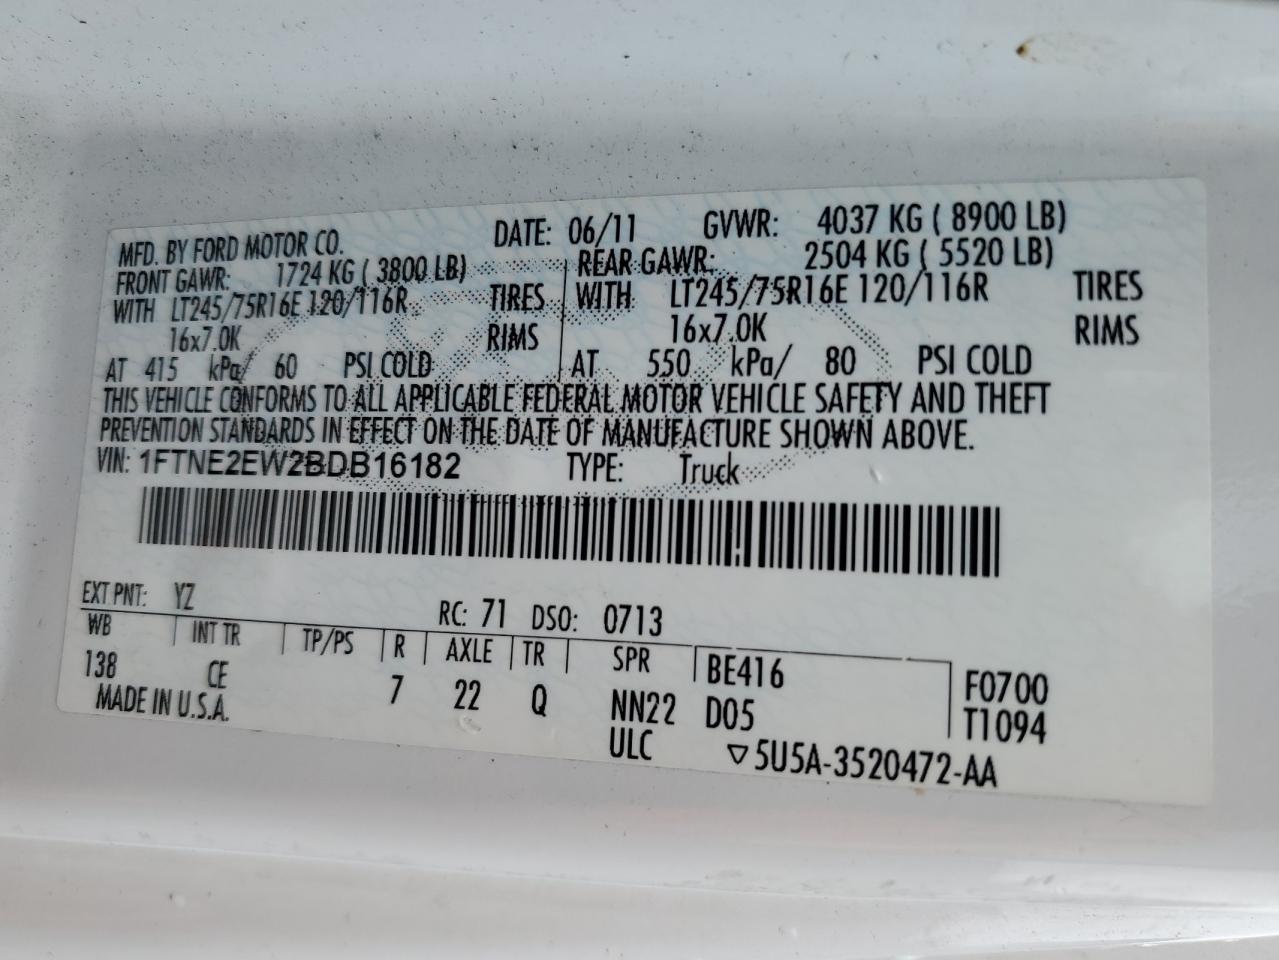 MFD. BY FORD MOTOR CO. DATE: 06/11 GVWR: 4037 KG ( 8900 LB)
FRONT GAWR: 1724 KG ( 3800 LB) REAR GAWR: 2504 KG ( 5520 LB)
WITH LT245/75R16E 120/116R TIRES WITH LT245/75R16E 120/116R TIRES
16x7.0K RIMS 16x7.0K RIMS
AT 415 kPa/ 60 PSI COLD AT 550 kPa/ 80 PSI COLD
THIS VEHICLE CONFORMS TO ALL APPLICABLE FEDERAL MOTOR VEHICLE SAFETY AND THEFT
PREVENTION STANDARDS IN EFFECT ON THE DATE OF MANUFACTURE SHOWN ABOVE.
VIN: 1FTNE2EW2BDB16182 TYPE: Truck
EXT PNT: YZ RC: 71 DSO: 0713
WB INT TR TP/PS R AXLE TR SPR BE416 F0700
138 CE 7 22 Q NN22 D05 T1094
MADE IN U.S.A. ULC ▽5U5A-3520472-AA